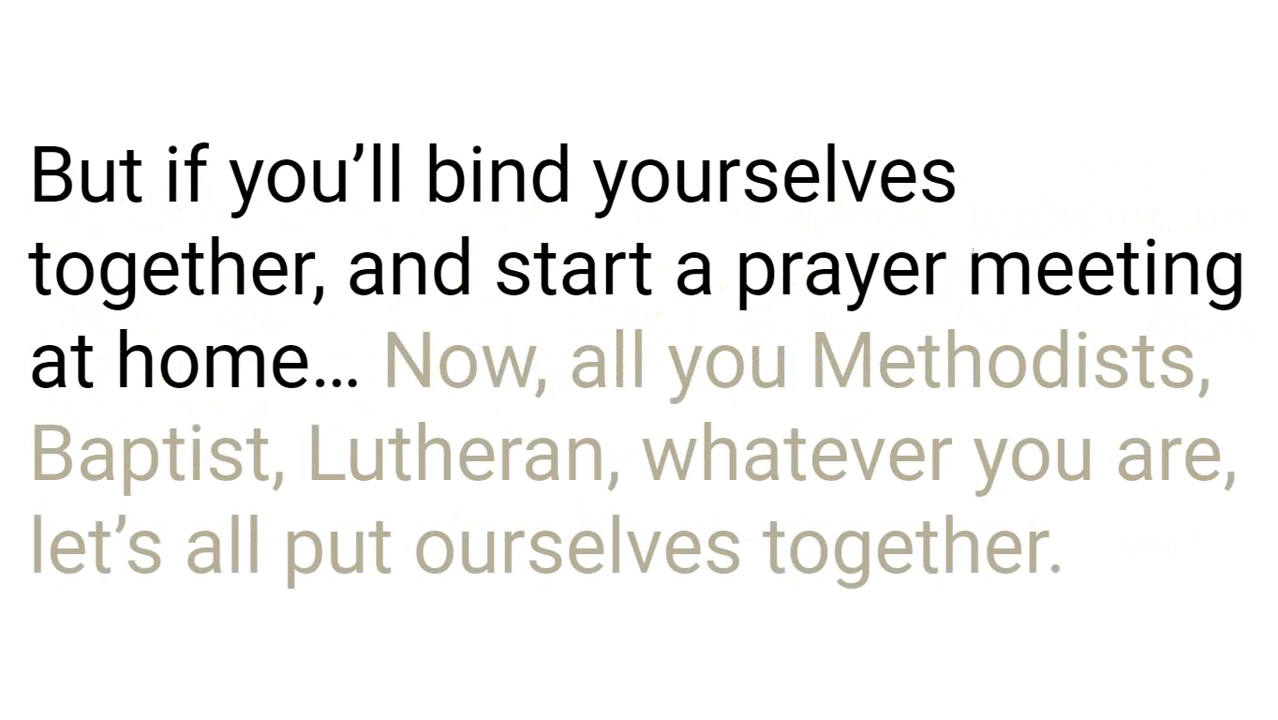 But if you’ll bind yourselves
together, and start a prayer meeting
at home… Now, all you Methodists,
Baptist, Lutheran, whatever you are,
let’s all put ourselves together.